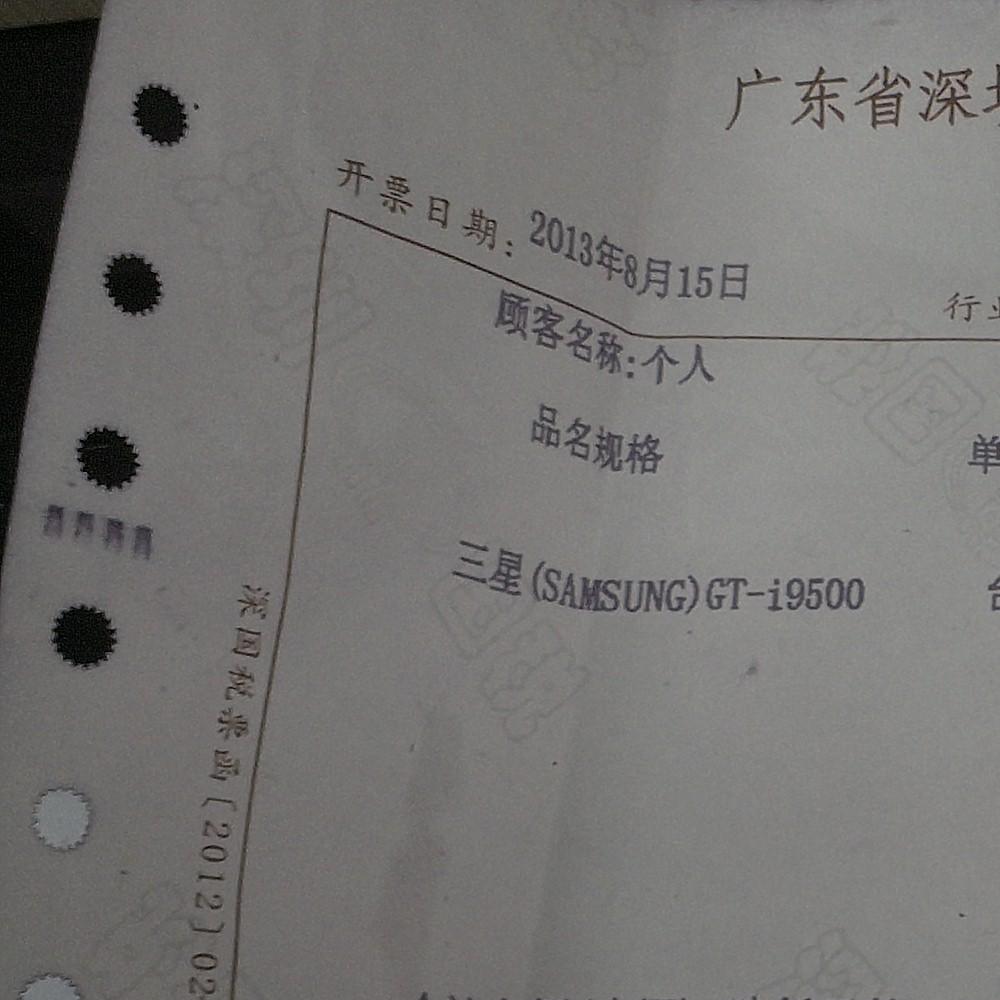 广东省深
开票日期: 2013年8月15日
行业
顾客名称:个人
品名规格
单
三星(SAMSUNG)GT-i9500
台
深国税票函[2012]02